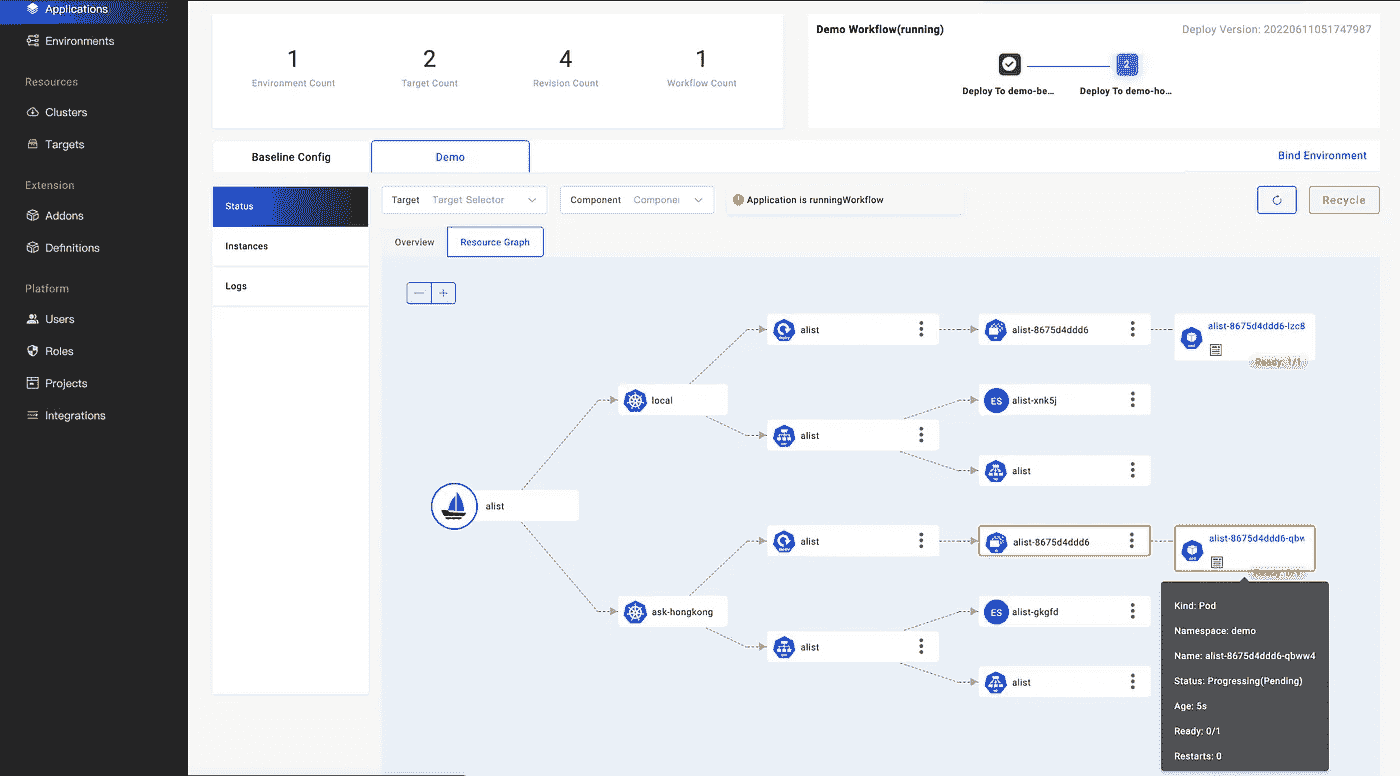 Applications
Environments
Resources
Clusters
Targets
Extension
Addons
Definitions
Platform
Users
Roles
Projects
Integrations
1
Environment Count
2
Target Count
4
Revision Count
1
Workflow Count
Demo Workflow(running)
Deploy Version: 20220611051747987
2
Deploy To demo-be...
Deploy To demo-ho...
Baseline Config
Demo
Bind Environment
Status
Instances
Logs
Target
Target Selector
Component
Componei
Application is runningWorkflow
Recycle
Overview
Resource Graph
alist
local
ask-hongkong
alist
deploy
alist-8675d4ddd6
alist-8675d4ddd6-lzc8
Ready: 1/1
alist
ES
alist-xnk5j
alist
alist
alist-8675d4ddd6
alist-8675d4ddd6-qbw
Ready: 0/1
alist
ES
alist-gkgfd
alist
Kind: Pod
Namespace: demo
Name: alist-8675d4ddd6-qbww4
Status: Progressing(Pending)
Age: 5s
Ready: 0/1
Restarts: 0